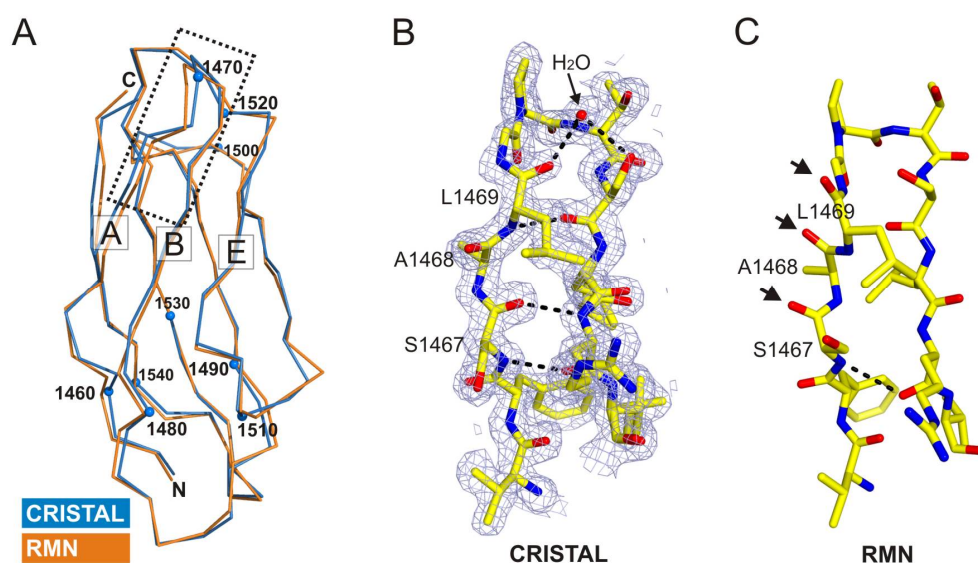 A
C
1470
1520
1500
A
B
E
1530
1540
1490
1460
1480
1510
N
CRISTAL
RMN
B
H2O
L1469
A1468
S1467
CRISTAL
C
L1469
A1468
S1467
RMN